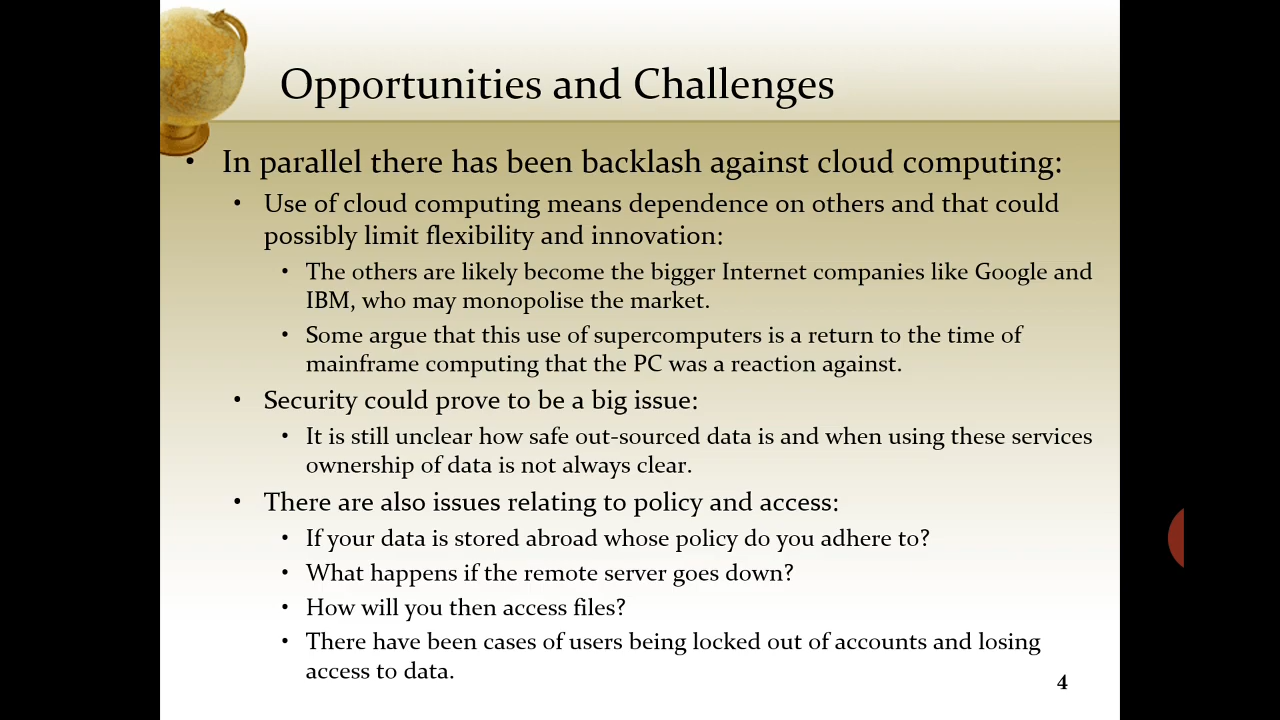 Opportunities and Challenges
• In parallel there has been backlash against cloud computing:
• Use of cloud computing means dependence on others and that could
possibly limit flexibility and innovation:
• The others are likely become the bigger Internet companies like Google and
IBM, who may monopolise the market.
• Some argue that this use of supercomputers is a return to the time of
mainframe computing that the PC was a reaction against.
• Security could prove to be a big issue:
• It is still unclear how safe out-sourced data is and when using these services
ownership of data is not always clear.
• There are also issues relating to policy and access:
• If your data is stored abroad whose policy do you adhere to?
• What happens if the remote server goes down?
• How will you then access files?
• There have been cases of users being locked out of accounts and losing
access to data.
4